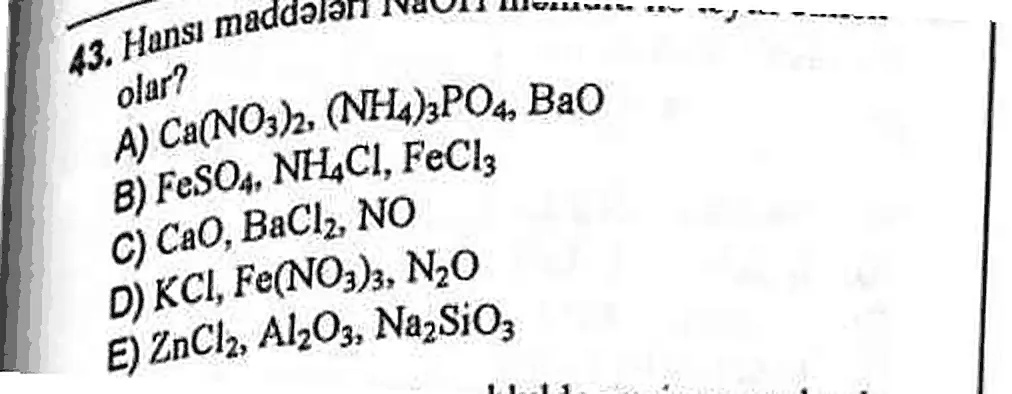 43. Hansı maddələri NaOH
olar?
A) Ca(NO₃)₂, (NH₄)₃PO₄, BaO
B) FeSO₄, NH₄Cl, FeCl₃
C) CaO, BaCl₂, NO
D) KCl, Fe(NO₃)₃, N₂O
E) ZnCl₂, Al₂O₃, Na₂SiO₃